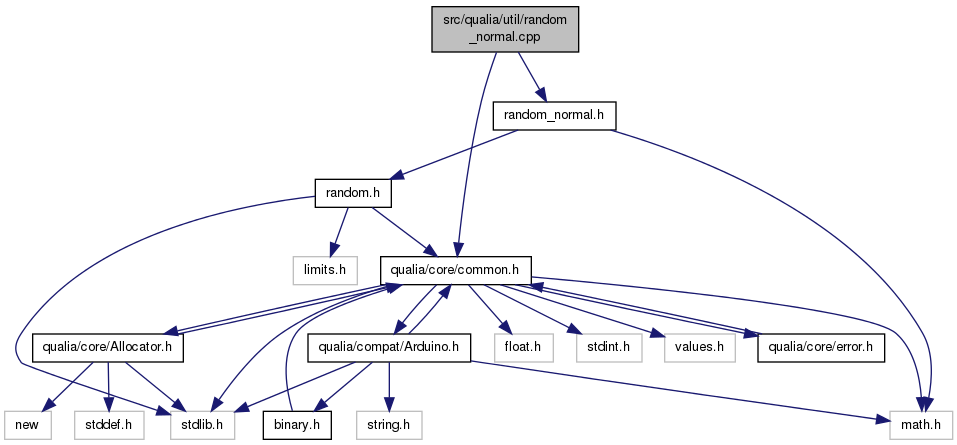 src/qualia/util/random
_normal.cpp
random_normal.h
random.h
limits.h
qualia/core/common.h
qualia/core/Allocator.h
qualia/compat/Arduino.h
float.h
stdint.h
values.h
qualia/core/error.h
new
stddef.h
stdlib.h
binary.h
string.h
math.h